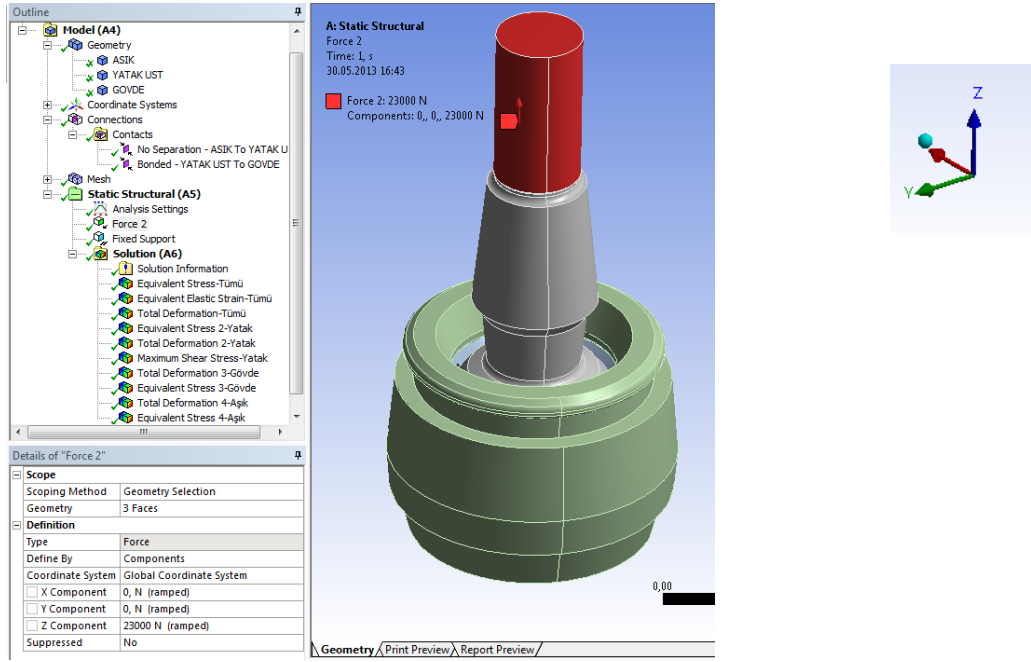 Outline
Model (A4)
Geometry
ASIK
YATAK UST
GOVDE
Coordinate Systems
Connections
Contacts
No Separation - ASIK To YATAK U
Bonded - YATAK UST To GOVDE
Mesh
Static Structural (A5)
Analysis Settings
Force 2
Fixed Support
Solution (A6)
Solution Information
Equivalent Stress-Tümü
Equivalent Elastic Strain-Tümü
Total Deformation-Tümü
Equivalent Stress 2-Yatak
Total Deformation 2-Yatak
Maximum Shear Stress-Yatak
Total Deformation 3-Gövde
Equivalent Stress 3-Gövde
Total Deformation 4-Aşık
Equivalent Stress 4-Aşık
Details of "Force 2"
Scope
Scoping Method Geometry Selection
Geometry 3 Faces
Definition
Type Force
Define By Components
Coordinate System Global Coordinate System
X Component 0, N (ramped)
Y Component 0, N (ramped)
Z Component 23000 N (ramped)
Suppressed No
A: Static Structural
Force 2
Time: 1, s
30.05.2013 16:43
Force 2: 23000 N
Components: 0,, 0,, 23000 N
0,00
Geometry Print Preview Report Preview
Z
Y